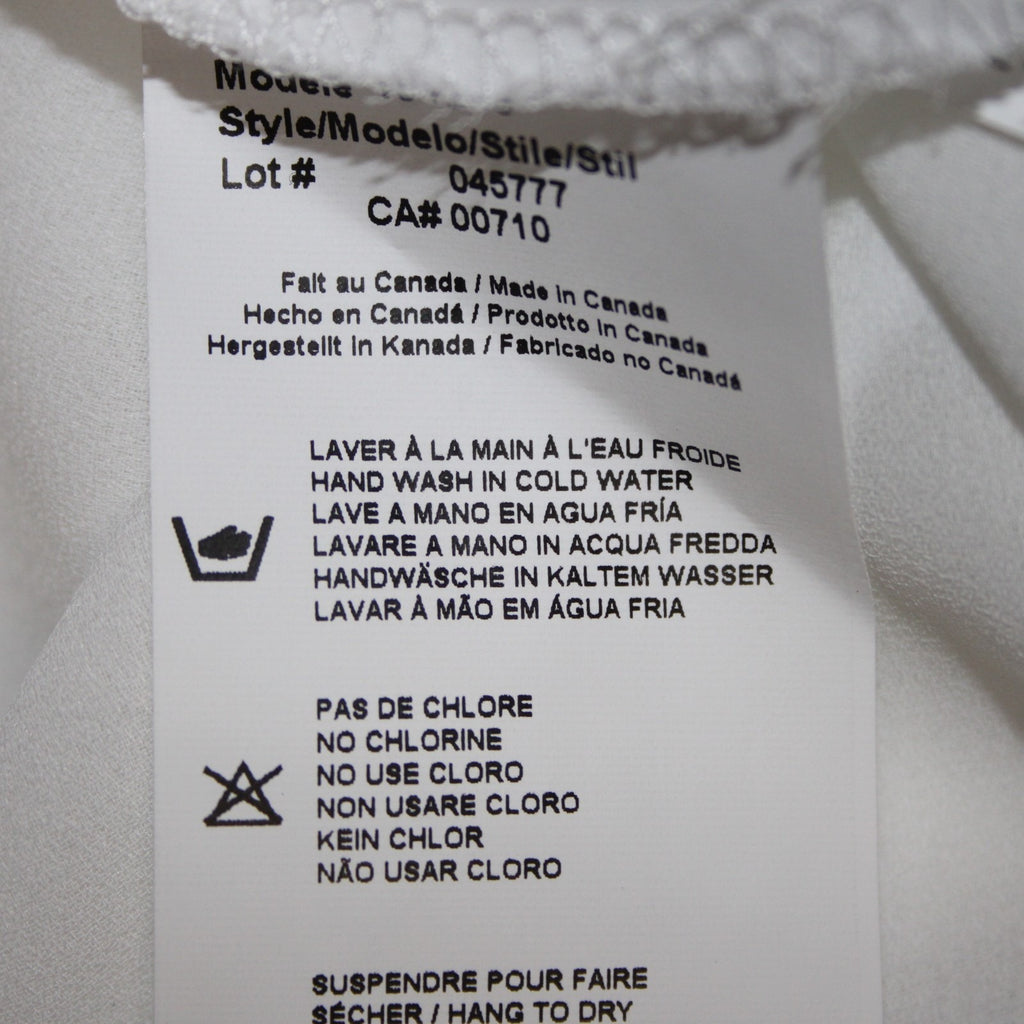 Modèle
Style/Modelo/Stile/Stil
Lot # 045777
CA# 00710
Fait au Canada / Made in Canada
Hecho en Canadá / Prodotto in Canada
Hergestellt in Kanada / Fabricado no Canadá
LAVER À LA MAIN À L'EAU FROIDE
HAND WASH IN COLD WATER
LAVE A MANO EN AGUA FRÍA
LAVARE A MANO IN ACQUA FREDDA
HANDWÄSCHE IN KALTEM WASSER
LAVAR À MÃO EM ÁGUA FRIA
PAS DE CHLORE
NO CHLORINE
NO USE CLORO
NON USARE CLORO
KEIN CHLOR
NÃO USAR CLORO
SUSPENDRE POUR FAIRE
SÉCHER / HANG TO DRY